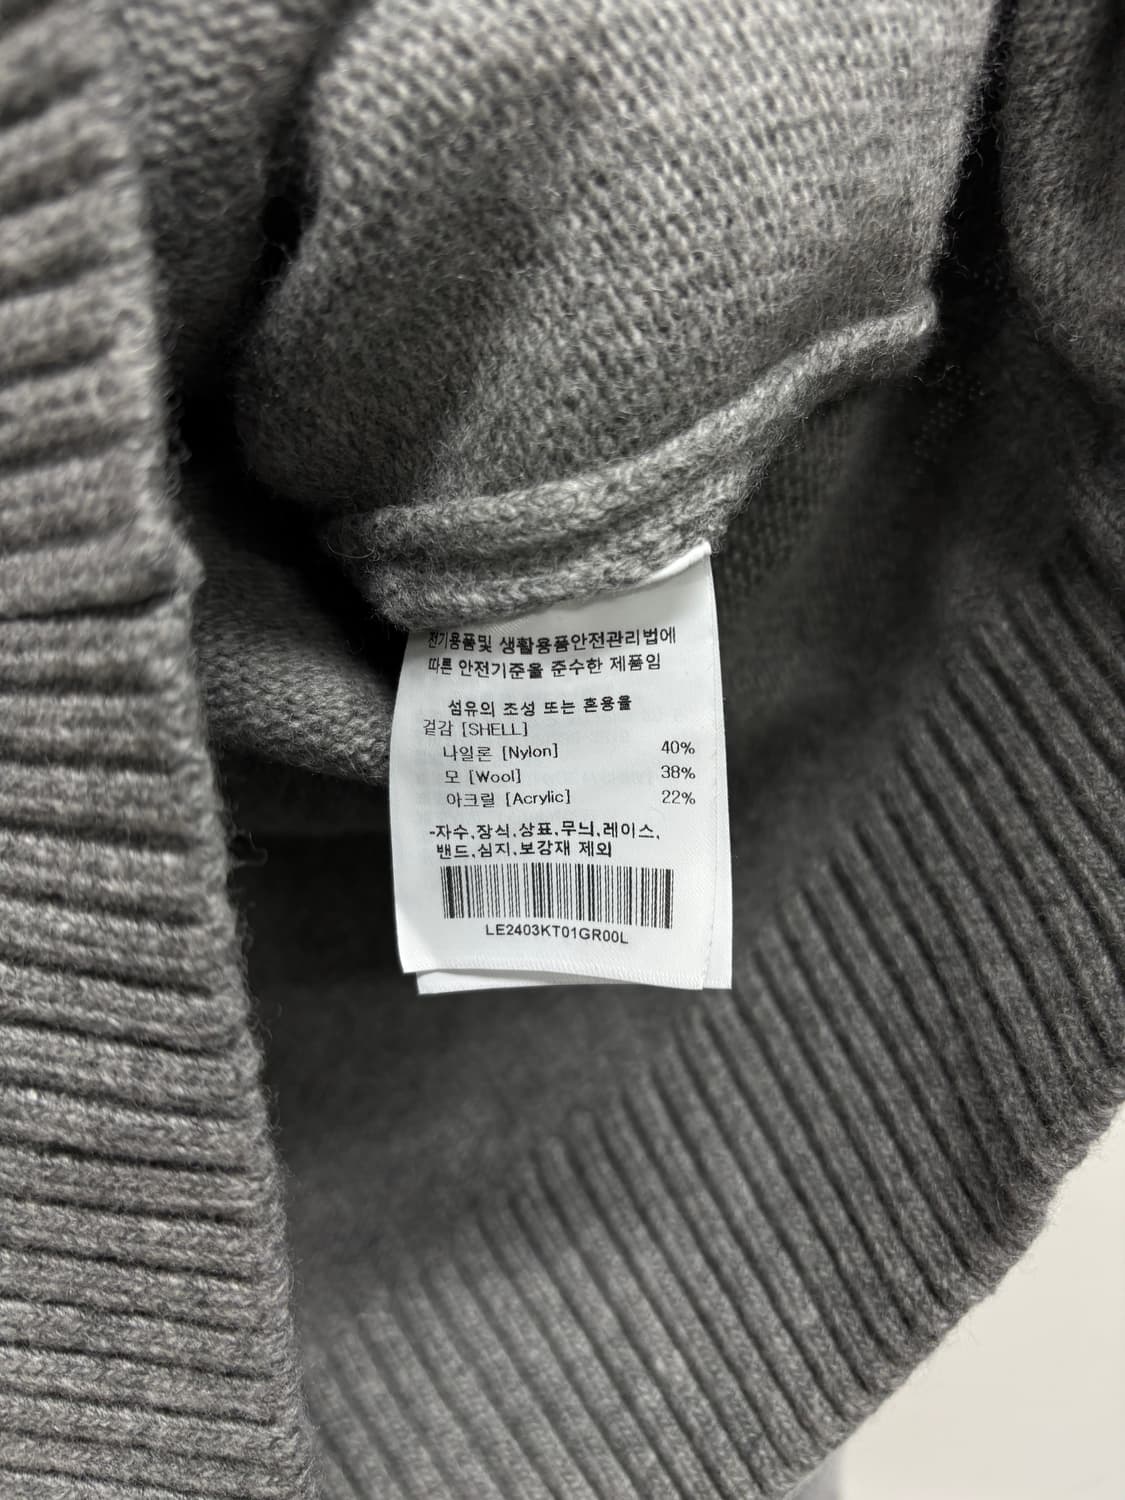 전기용품및 생활용품안전관리법에
따른 안전기준을 준수한 제품임
섬유의 조성 또는 혼용율
겉감 [SHELL]
나일론 [Nylon] 40%
모 [Wool] 38%
아크릴 [Acrylic] 22%
-자수,장식,상표,무늬,레이스,
밴드,심지,보강재 제외
LE2403KT01GR00L